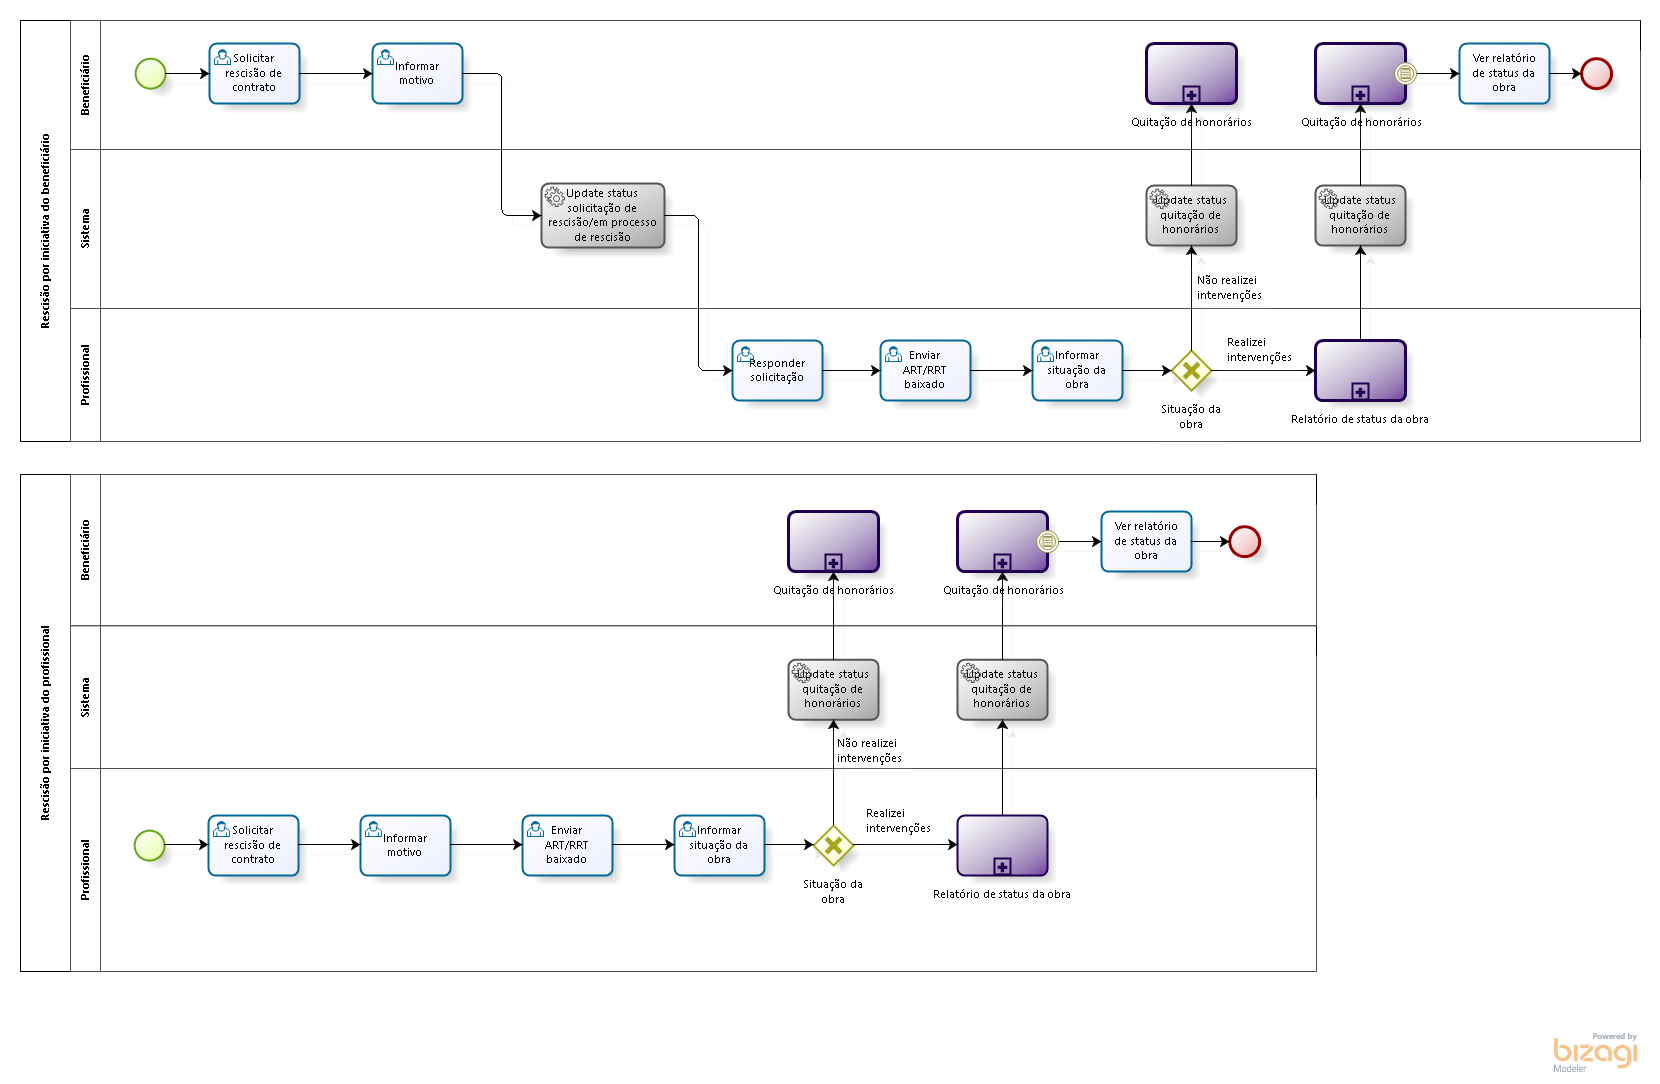 Rescisão por iniciativa do beneficiário
Beneficiário
Solicitar
rescisão de
contrato
Informar
motivo
Quitação de honorários
Quitação de honorários
Ver relatório
de status da
obra
Sistema
Update status
solicitação de
rescisão/em processo
de rescisão
Update status
quitação de
honorários
Update status
quitação de
honorários
Não realizei
intervenções
Profissional
Responder
solicitação
Enviar
ART/RRT
baixado
Informar
situação da
obra
Situação da
obra
Realizei
intervenções
Relatório de status da obra
Rescisão por iniciativa do profissional
Beneficiário
Quitação de honorários
Quitação de honorários
Ver relatório
de status da
obra
Sistema
Update status
quitação de
honorários
Update status
quitação de
honorários
Não realizei
intervenções
Profissional
Solicitar
rescisão de
contrato
Informar
motivo
Enviar
ART/RRT
baixado
Informar
situação da
obra
Situação da
obra
Realizei
intervenções
Relatório de status da obra
Powered by
bizagi
Modeler